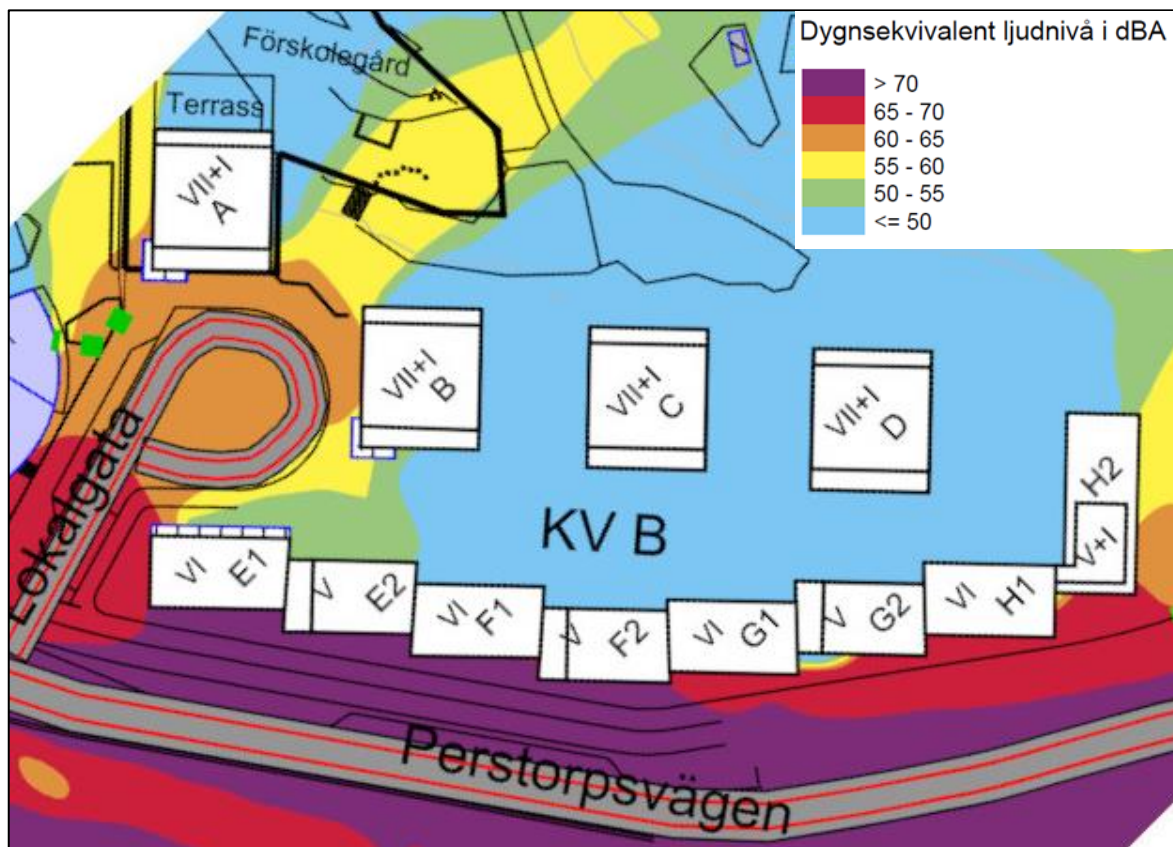 Dygnsekvivalent ljudnivå i dBA
> 70
65 - 70
60 - 65
55 - 60
50 - 55
<= 50
Förskolegård
Terrass
VII+I
A
VII+I
B
VII+I
C
VII+I
D
Lokalgata
KV B
H2
V+I
VI
E1
V
E2
VI
F1
V
F2
VI
G1
V
G2
VI
H1
Perstorpsvägen